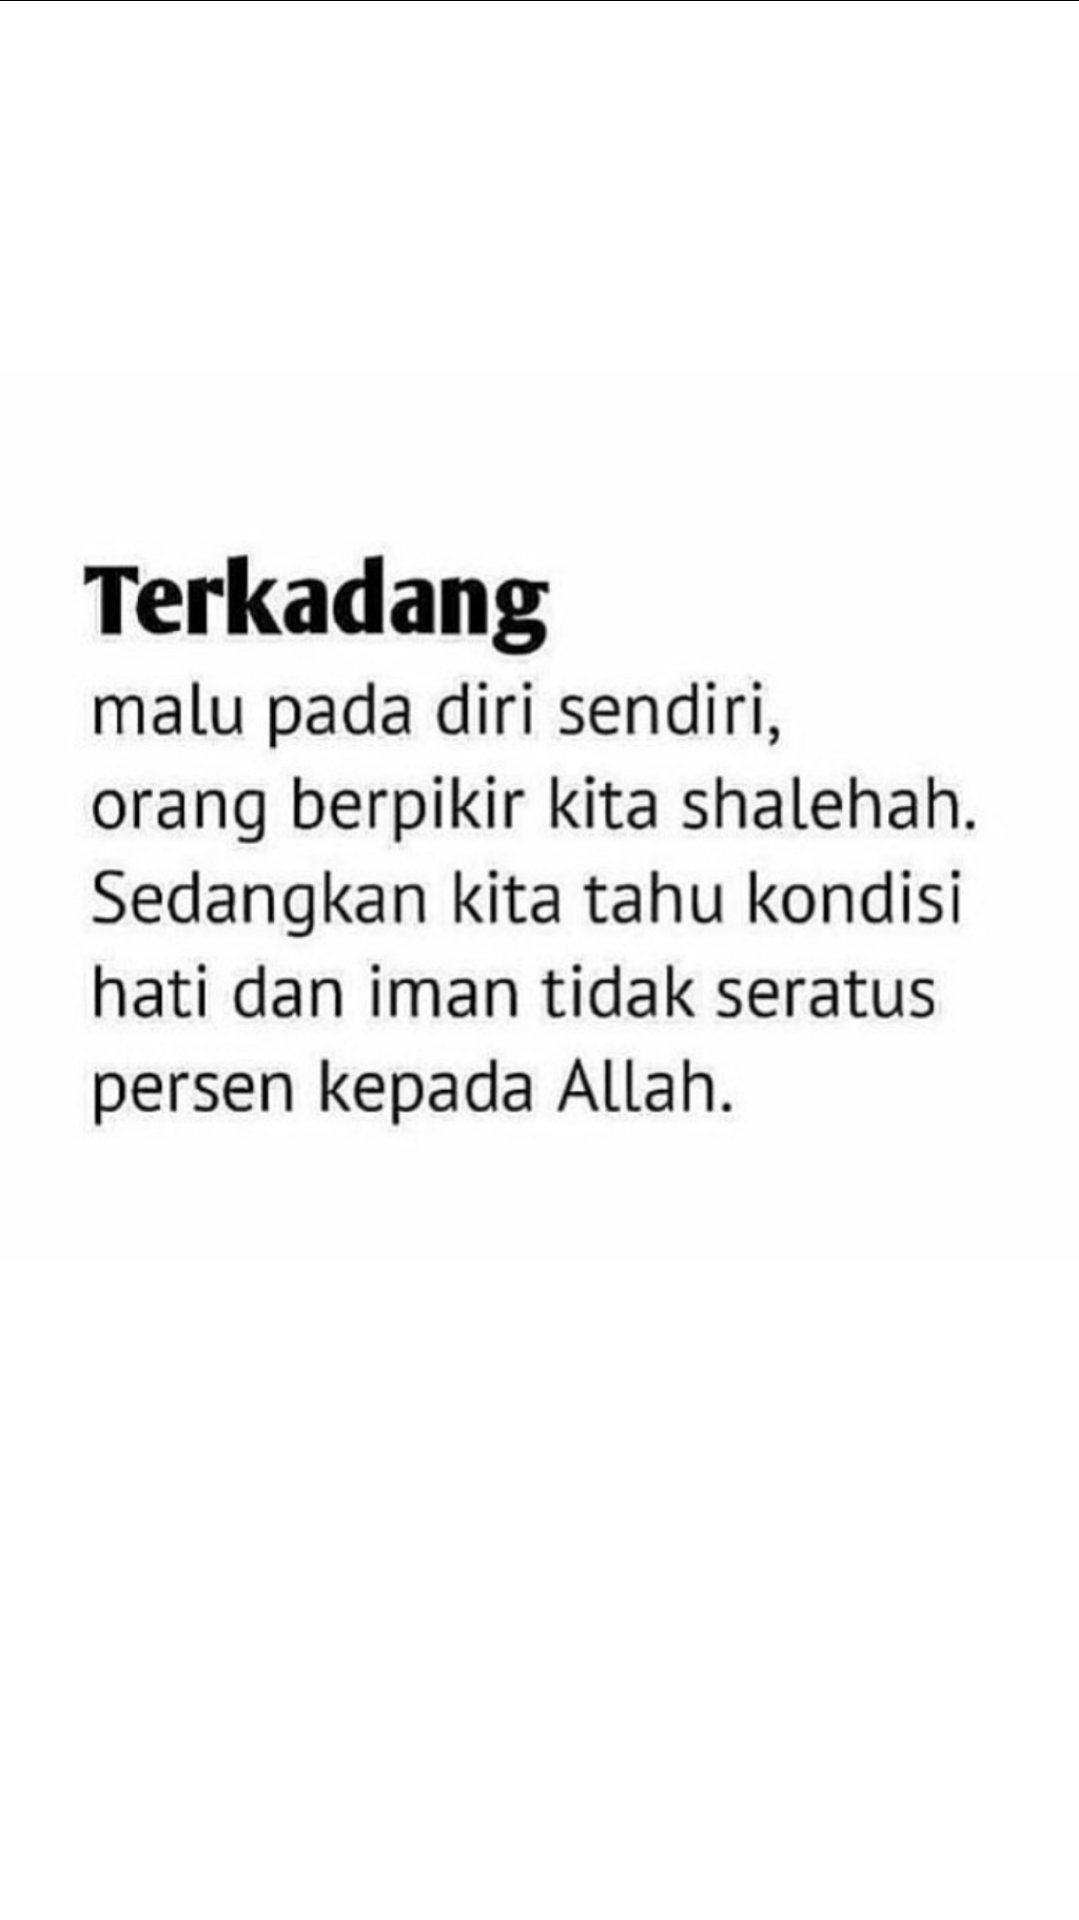 Terkadang
malu pada diri sendiri,
orang berpikir kita shalehah.
Sedangkan kita tahu kondisi
hati dan iman tidak seratus
persen kepada Allah.